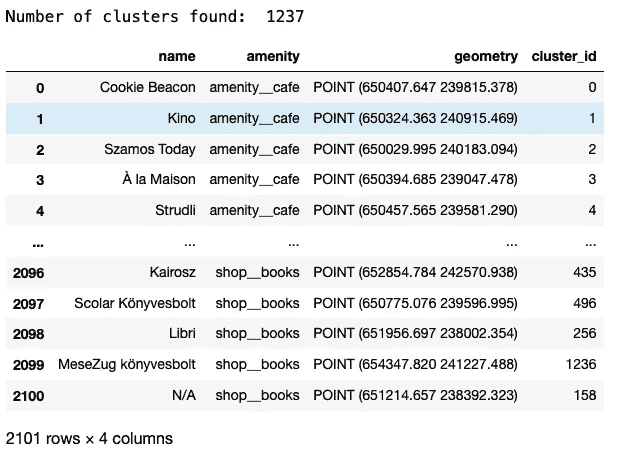 Number of clusters found:  1237
name amenity geometry cluster_id
0 Cookie Beacon amenity__cafe POINT (650407.647 239815.378) 0
1 Kino amenity__cafe POINT (650324.363 240915.469) 1
2 Szamos Today amenity__cafe POINT (650029.995 240183.094) 2
3 À la Maison amenity__cafe POINT (650394.685 239047.478) 3
4 Strudli amenity__cafe POINT (650457.565 239581.290) 4
... ... ... ... ...
2096 Kairosz shop__books POINT (652854.784 242570.938) 435
2097 Scolar Könyvesbolt shop__books POINT (650775.076 239596.995) 496
2098 Libri shop__books POINT (651956.697 238002.354) 256
2099 MeseZug könyvesbolt shop__books POINT (654347.820 241227.488) 1236
2100 N/A shop__books POINT (651214.657 238392.323) 158
2101 rows × 4 columns